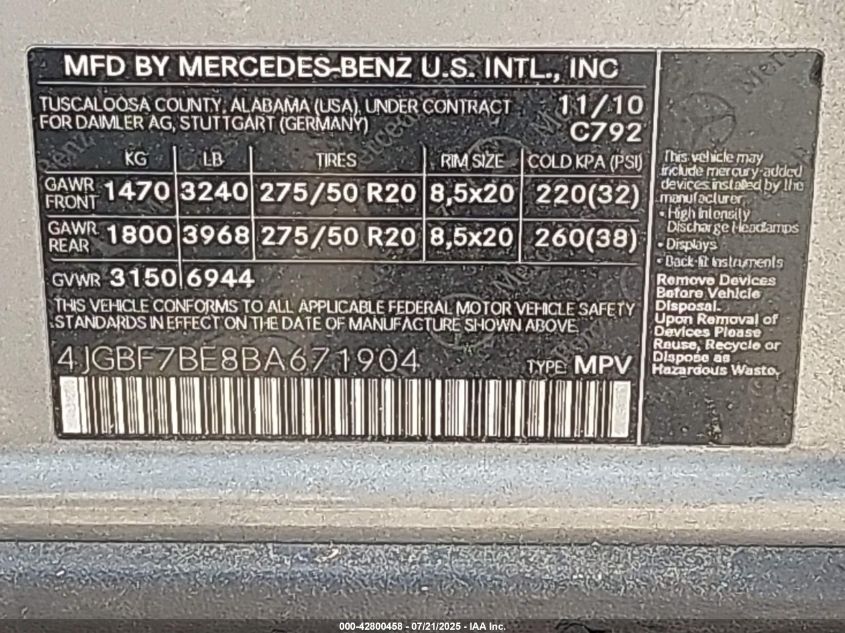 MFD BY MERCEDES-BENZ U.S. INTL., INC
TUSCALOOSA COUNTY, ALABAMA (USA), UNDER CONTRACT 11/10
FOR DAIMLER AG, STUTTGART (GERMANY) C792
KG LB TIRES RIM SIZE COLD KPA (PSI)
GAWR FRONT 1470 3240 275/50 R20 8,5x20 220(32)
GAWR REAR 1800 3968 275/50 R20 8,5x20 260(38)
GVWR 3150 6944
THIS VEHICLE CONFORMS TO ALL APPLICABLE FEDERAL MOTOR VEHICLE SAFETY
STANDARDS IN EFFECT ON THE DATE OF MANUFACTURE SHOWN ABOVE.
4JGBF7BE8BA671904 TYPE: MPV
This vehicle may
include mercury-added
devices installed by the
manufacturer:
• High Intensity
Discharge Headlamps
• Displays
• Back-lit Instruments
Remove Devices
Before Vehicle
Disposal.
Upon Removal of
Devices Please
Reuse, Recycle or
Dispose as
Hazardous Waste.
000-42800458 - 07/21/2025 - IAA Inc.